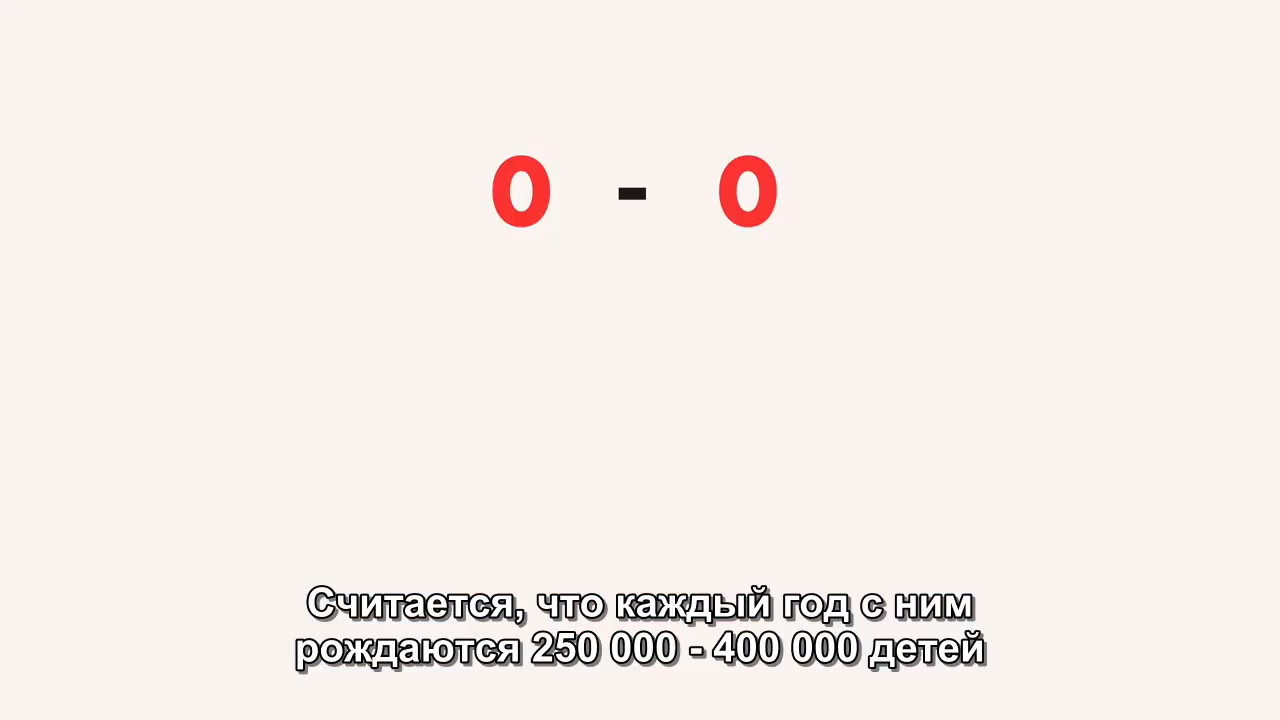 0 - 0
Считается, что каждый год с ним
рождаются 250 000 - 400 000 детей